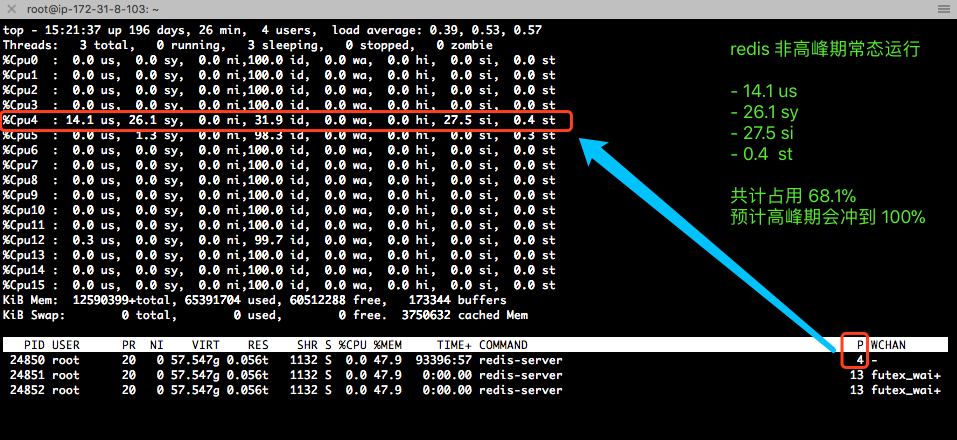 root@ip-172-31-8-103: ~
top - 15:21:37 up 196 days, 26 min, 4 users, load average: 0.39, 0.53, 0.57
Threads: 3 total, 0 running, 3 sleeping, 0 stopped, 0 zombie
%Cpu0 : 0.0 us, 0.0 sy, 0.0 ni,100.0 id, 0.0 wa, 0.0 hi, 0.0 si, 0.0 st
%Cpu1 : 0.0 us, 0.0 sy, 0.0 ni,100.0 id, 0.0 wa, 0.0 hi, 0.0 si, 0.0 st
%Cpu2 : 0.0 us, 0.0 sy, 0.0 ni,100.0 id, 0.0 wa, 0.0 hi, 0.0 si, 0.0 st
%Cpu3 : 0.0 us, 0.0 sy, 0.0 ni,100.0 id, 0.0 wa, 0.0 hi, 0.0 si, 0.0 st
%Cpu4 : 14.1 us, 26.1 sy, 0.0 ni, 31.9 id, 0.0 wa, 0.0 hi, 27.5 si, 0.4 st
%Cpu5 : 0.0 us, 1.3 sy, 0.0 ni, 98.3 id, 0.0 wa, 0.0 hi, 0.0 si, 0.3 st
%Cpu6 : 0.0 us, 0.0 sy, 0.0 ni,100.0 id, 0.0 wa, 0.0 hi, 0.0 si, 0.0 st
%Cpu7 : 0.0 us, 0.0 sy, 0.0 ni,100.0 id, 0.0 wa, 0.0 hi, 0.0 si, 0.0 st
%Cpu8 : 0.0 us, 0.0 sy, 0.0 ni,100.0 id, 0.0 wa, 0.0 hi, 0.0 si, 0.0 st
%Cpu9 : 0.0 us, 0.0 sy, 0.0 ni,100.0 id, 0.0 wa, 0.0 hi, 0.0 si, 0.0 st
%Cpu10 : 0.0 us, 0.0 sy, 0.0 ni,100.0 id, 0.0 wa, 0.0 hi, 0.0 si, 0.0 st
%Cpu11 : 0.0 us, 0.0 sy, 0.0 ni,100.0 id, 0.0 wa, 0.0 hi, 0.0 si, 0.0 st
%Cpu12 : 0.3 us, 0.0 sy, 0.0 ni, 99.7 id, 0.0 wa, 0.0 hi, 0.0 si, 0.0 st
%Cpu13 : 0.0 us, 0.0 sy, 0.0 ni,100.0 id, 0.0 wa, 0.0 hi, 0.0 si, 0.0 st
%Cpu14 : 0.0 us, 0.0 sy, 0.0 ni,100.0 id, 0.0 wa, 0.0 hi, 0.0 si, 0.0 st
%Cpu15 : 0.0 us, 0.0 sy, 0.0 ni,100.0 id, 0.0 wa, 0.0 hi, 0.0 si, 0.0 st
KiB Mem: 12590399+total, 65391704 used, 60512288 free, 173344 buffers
KiB Swap: 0 total, 0 used, 0 free. 3750632 cached Mem
PID USER PR NI VIRT RES SHR S %CPU %MEM TIME+ COMMAND P WCHAN
24850 root 20 0 57.547g 0.056t 1132 S 0.0 47.9 93396:57 redis-server 4 -
24851 root 20 0 57.547g 0.056t 1132 S 0.0 47.9 0:00.00 redis-server 13 futex_wai+
24852 root 20 0 57.547g 0.056t 1132 S 0.0 47.9 0:00.00 redis-server 13 futex_wai+
redis 非高峰期常态运行
- 14.1 us
- 26.1 sy
- 27.5 si
- 0.4 st
共计占用 68.1%
预计高峰期会冲到 100%